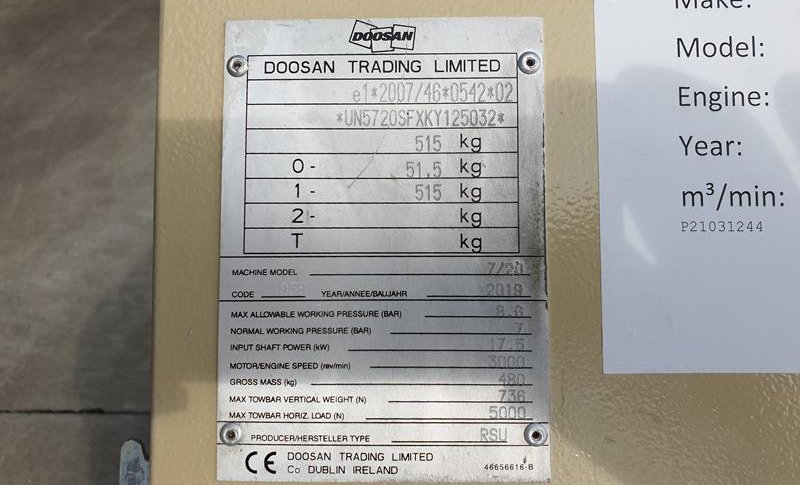 DOOSAN
DOOSAN TRADING LIMITED
e1*2007/46*0542*02
*UN5720SFXKY125032*
515 kg
0- 51.5 kg
1- 515 kg
2- kg
T kg
MACHINE MODEL 7/20
CODE YEAR/ANNEE/BAUJAHR 2019
MAX ALLOWABLE WORKING PRESSURE (BAR) 8.6
NORMAL WORKING PRESSURE (BAR) 7
INPUT SHAFT POWER (kW) 17.5
MOTOR/ENGINE SPEED (rev/min) 3000
GROSS MASS (kg) 480
MAX TOWBAR VERTICAL WEIGHT (N) 736
MAX TOWBAR HORIZ. LOAD (N) 5000
PRODUCER/HERSTELLER TYPE RSU
CE DOOSAN TRADING LIMITED
Co DUBLIN IRELAND 46656616-B
Make:
Model:
Engine:
Year:
m³/min:
P21031244